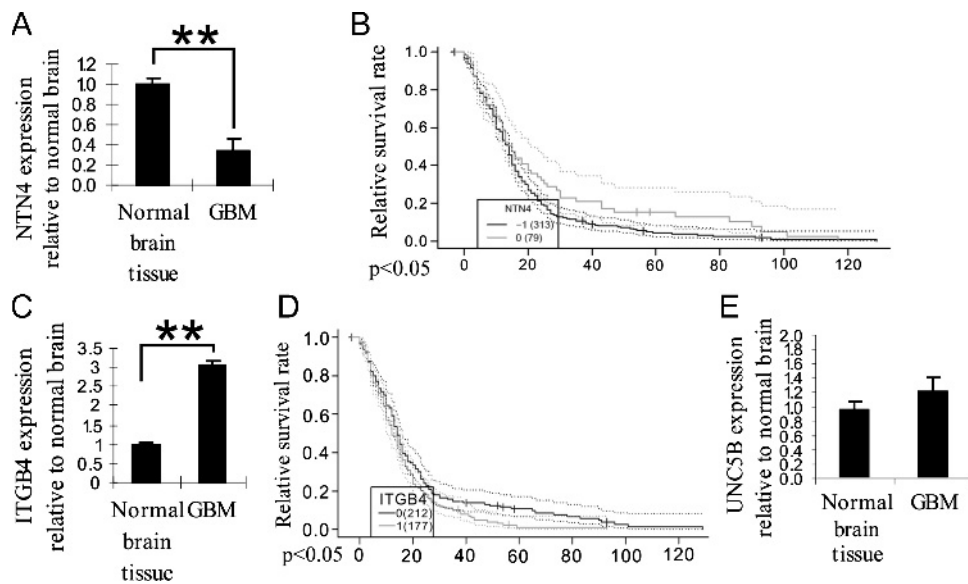 A
NTN4 expression
relative to normal brain
**
1.2
1.0
0.8
0.6
0.4
0.2
0.0
Normal
brain
tissue
GBM
B
Relative survival rate
1.0
0.8
0.6
0.4
0.2
0.0
NTN4
−1 (313)
0 (79)
p<0.05
0 20 40 60 80 100 120
C
ITGB4 expression
relative to normal brain
**
3.5
3
2.5
2
1.5
1
0.5
0
Normal
brain
tissue
GBM
D
Relative survival rate
1.0
0.8
0.6
0.4
0.2
0.0
ITGB4
0(212)
1(177)
p<0.05
0 20 40 60 80 100 120
E
UNC5B expression
relative to normal brain
2.0
1.8
1.6
1.4
1.2
1.0
0.8
0.6
0.4
0.2
0.0
Normal
brain
tissue
GBM